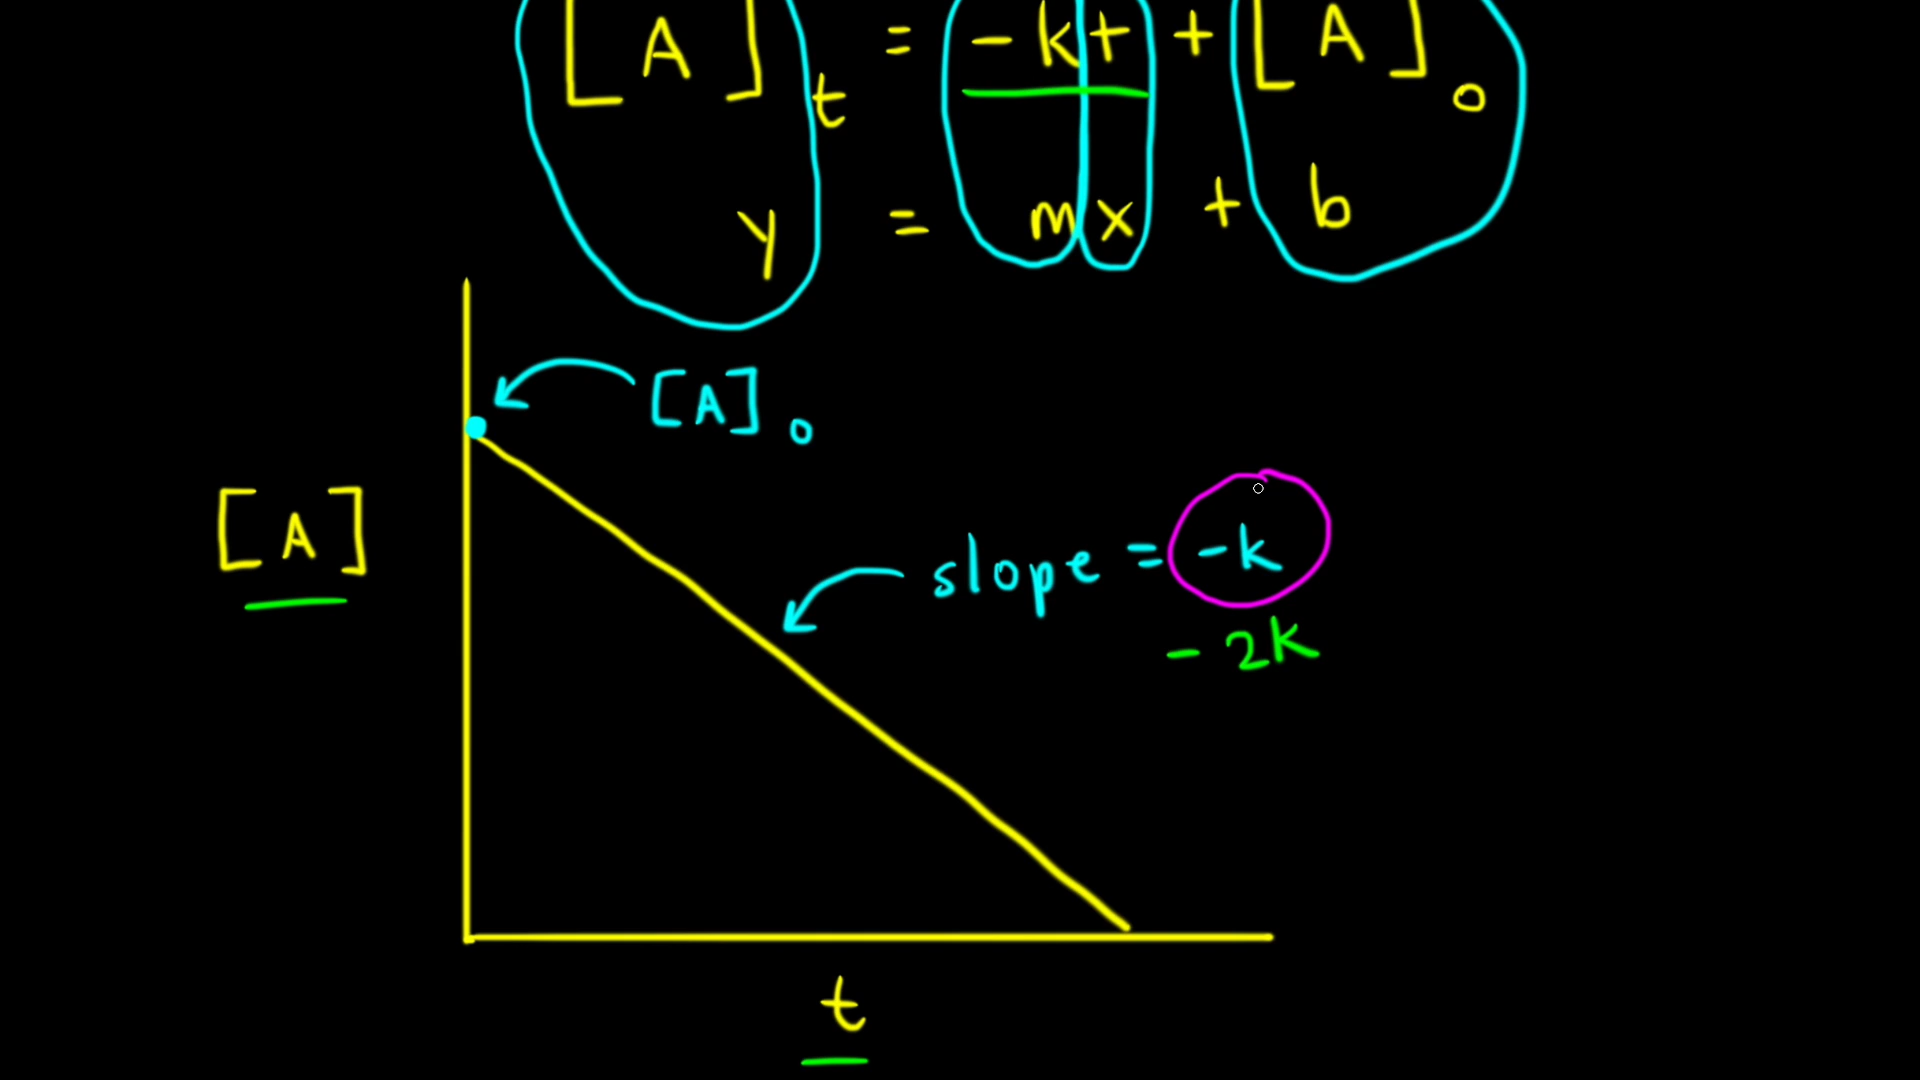 [A]t = -kt + [A]0
y = mx + b
[A]0
[A]
slope = -k
-2k
t